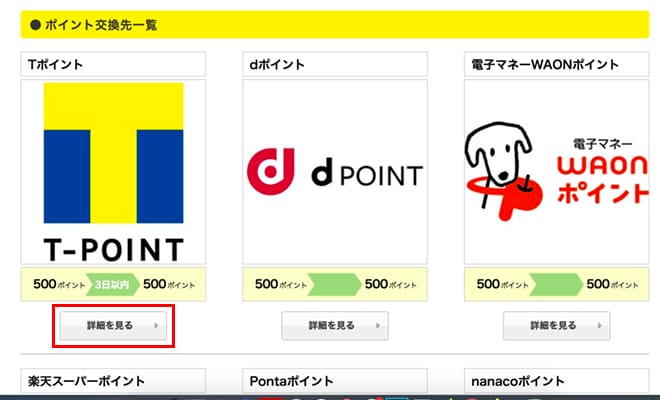 ● ポイント交換先一覧
Tポイント
dポイント
電子マネーWAONポイント
T-POINT
d d POINT
電子マネー
WAON
ポイント
500ポイント 3日以内 500ポイント
500ポイント 500ポイント
500ポイント 500ポイント
詳細を見る
詳細を見る
詳細を見る
楽天スーパーポイント
Pontaポイント
nanacoポイント